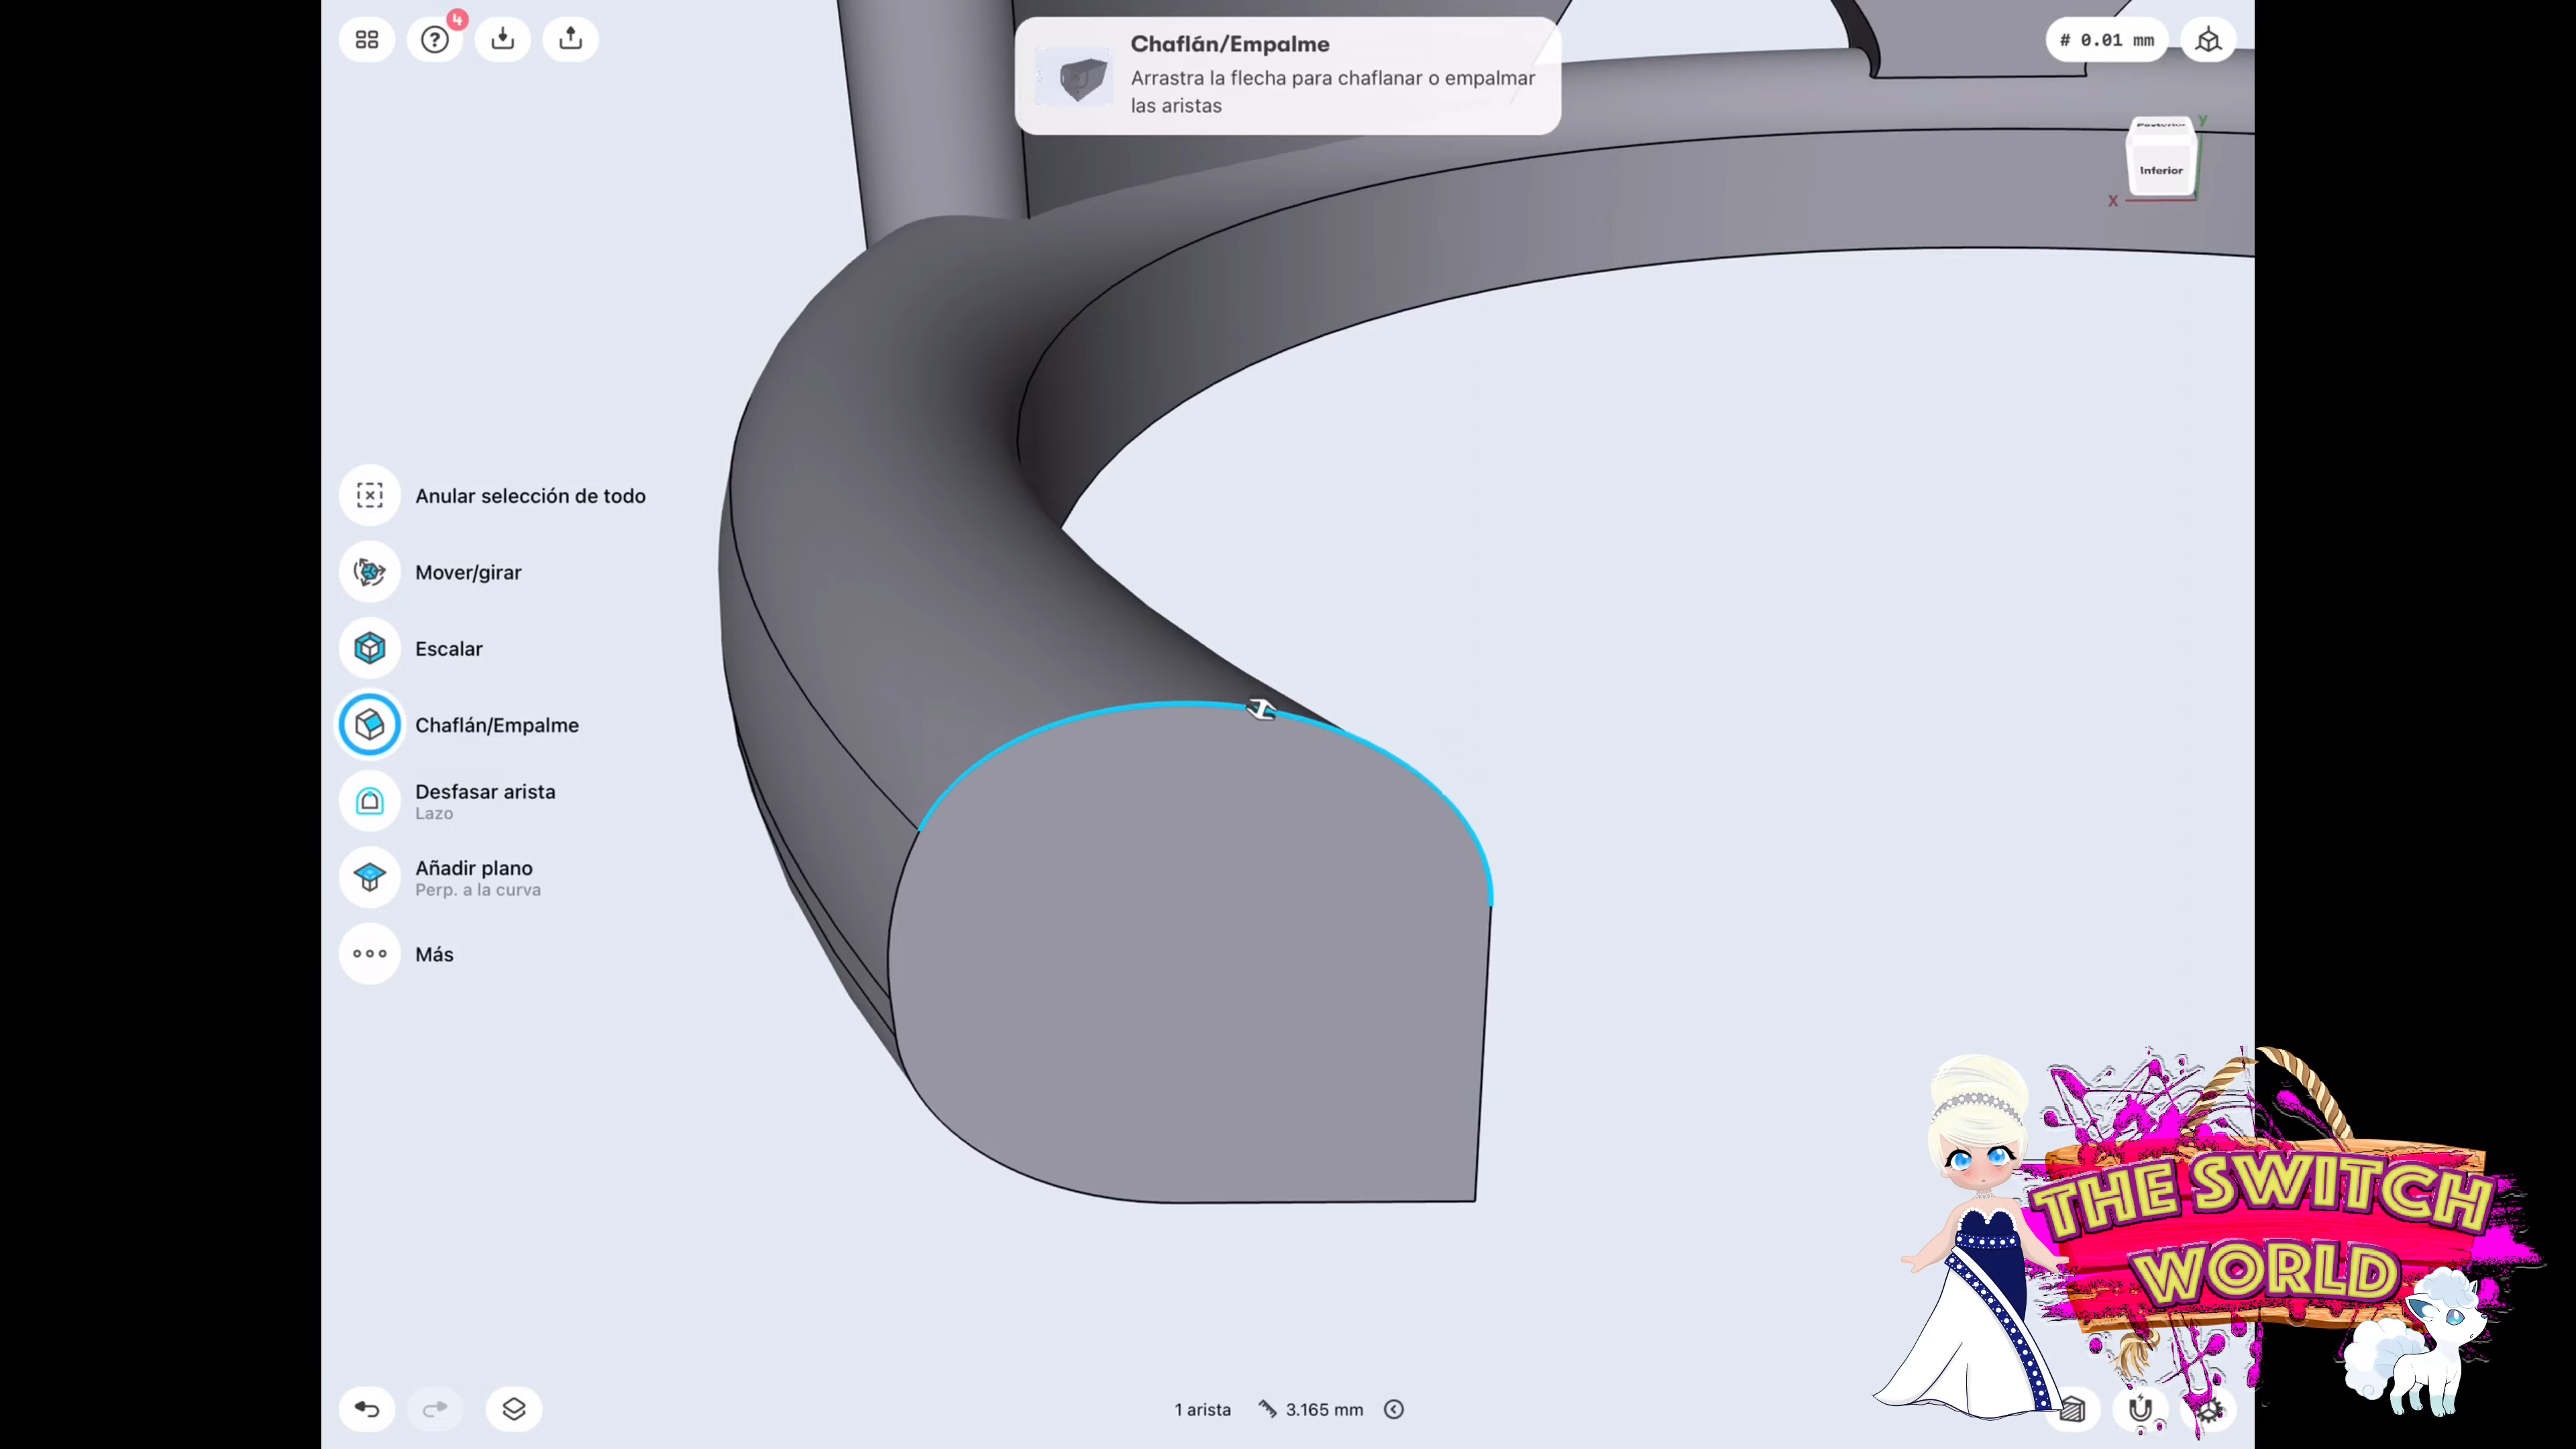 4
Chaflán/Empalme
Arrastra la flecha para chaflanar o empalmar
las aristas
# 0.01 mm
Posterior
y
Inferior
X
Anular selección de todo
Mover/girar
Escalar
Chaflán/Empalme
Desfasar arista
Lazo
Añadir plano
Perp. a la curva
Más
THE SWITCH
WORLD
1 arista 3.165 mm